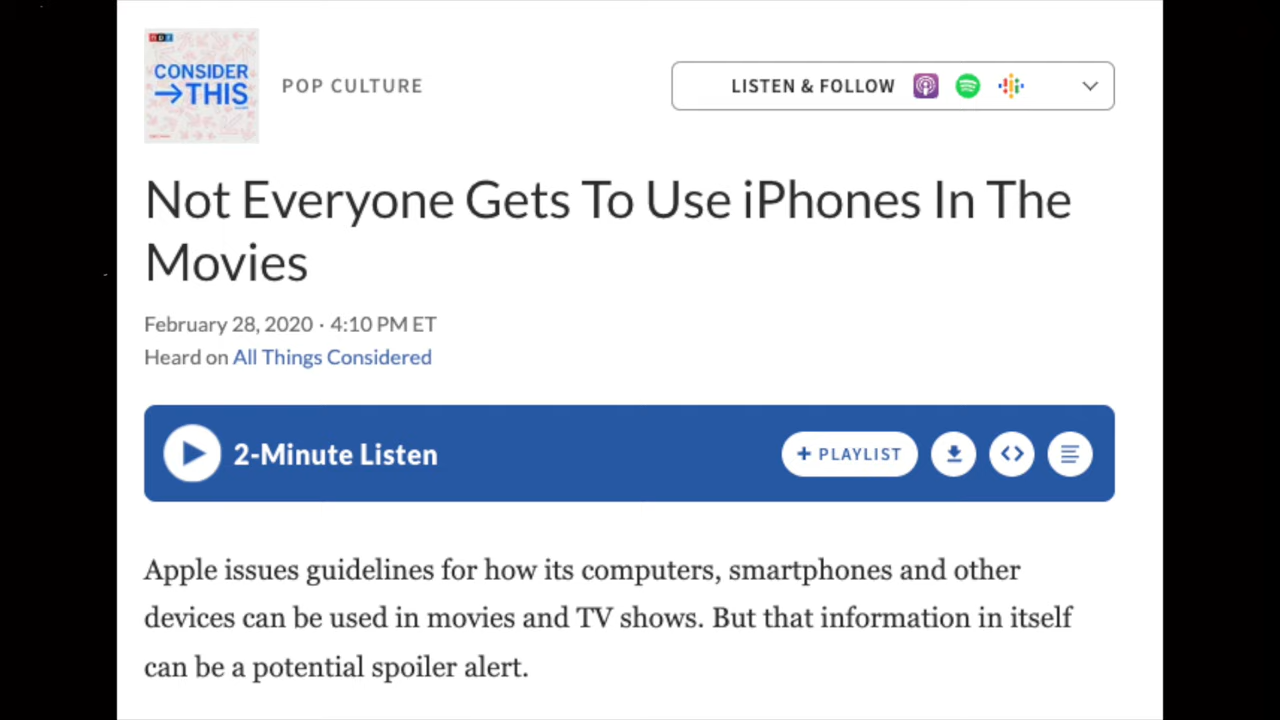 npr
CONSIDER
→THIS
POP CULTURE
LISTEN & FOLLOW
Not Everyone Gets To Use iPhones In The
Movies
February 28, 2020 · 4:10 PM ET
Heard on All Things Considered
2-Minute Listen
+ PLAYLIST
Apple issues guidelines for how its computers, smartphones and other
devices can be used in movies and TV shows. But that information in itself
can be a potential spoiler alert.